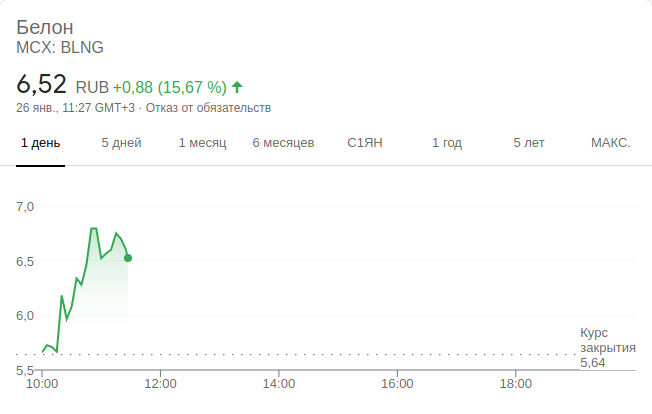 Белон
MCX: BLNG
6,52 RUB +0,88 (15,67 %)
26 янв., 11:27 GMT+3 · Отказ от обязательств
1 день 5 дней 1 месяц 6 месяцев С1ЯН 1 год 5 лет МАКС.
7,0
6,5
6,0
Курс
закрытия
5,64
5,5
10:00 12:00 14:00 16:00 18:00